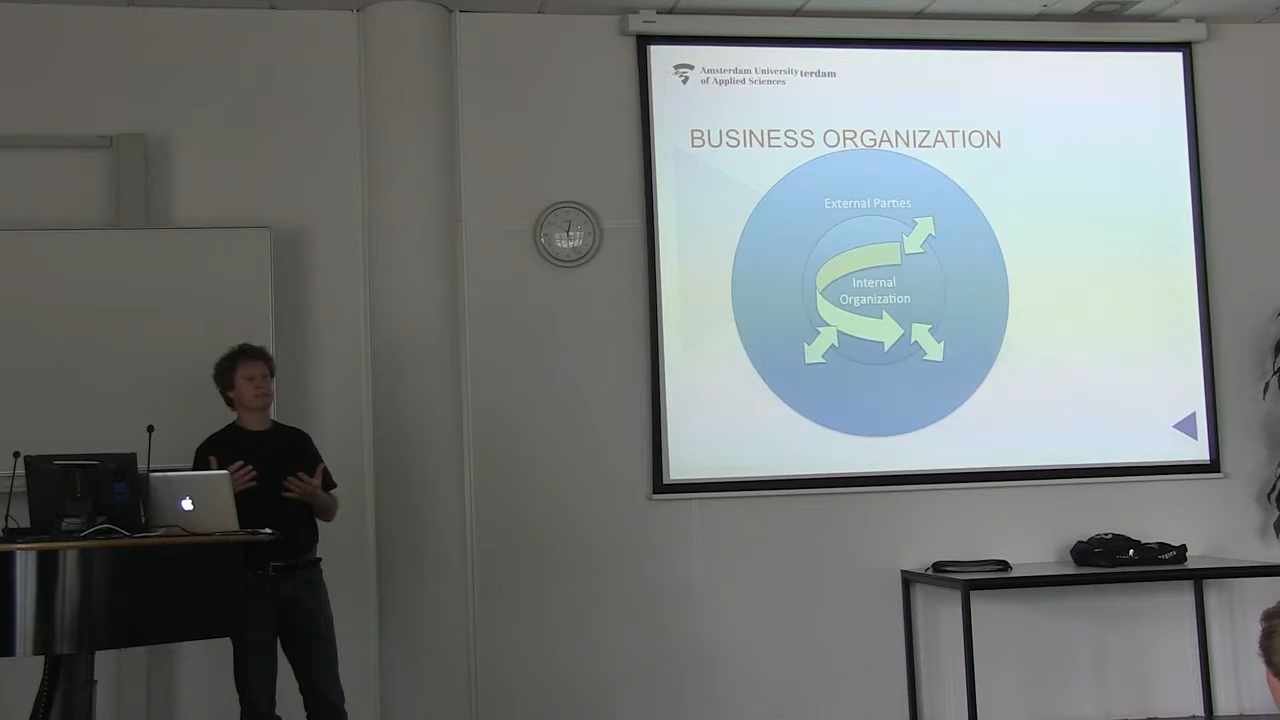 Amsterdam University terdam
of Applied Sciences
BUSINESS ORGANIZATION
External Parties
Internal
Organization